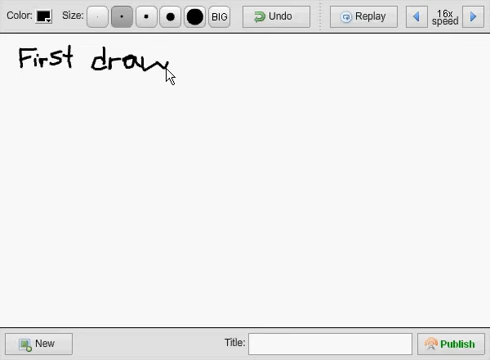 Color: Size: BIG Undo Replay 16x speed
First draw
New Title: Publish